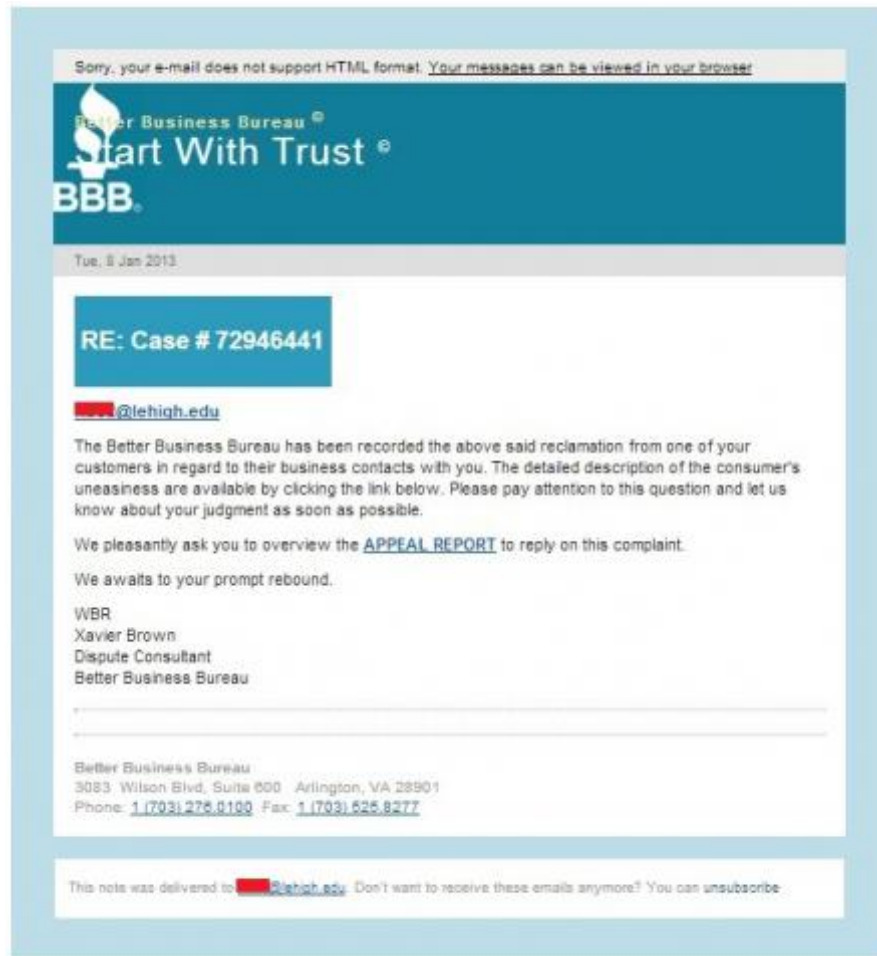 Sorry, your e-mail does not support HTML format. Your messages can be viewed in your browser
Better Business Bureau ©
Start With Trust ©
BBB®
Tue, 8 Jan 2013
RE: Case # 72946441
@lehigh.edu
The Better Business Bureau has been recorded the above said reclamation from one of your
customers in regard to their business contacts with you. The detailed description of the consumer's
uneasiness are available by clicking the link below. Please pay attention to this question and let us
know about your judgment as soon as possible.
We pleasantly ask you to overview the APPEAL REPORT to reply on this complaint.
We awaits to your prompt rebound.
WBR
Xavier Brown
Dispute Consultant
Better Business Bureau
Better Business Bureau
3083 Wilson Blvd, Suite 600 Arlington, VA 28901
Phone: 1 (703) 276.0100 Fax: 1 (703) 525.8277
This note was delivered to @lehigh.edu. Don't want to receive these emails anymore? You can unsubscribe